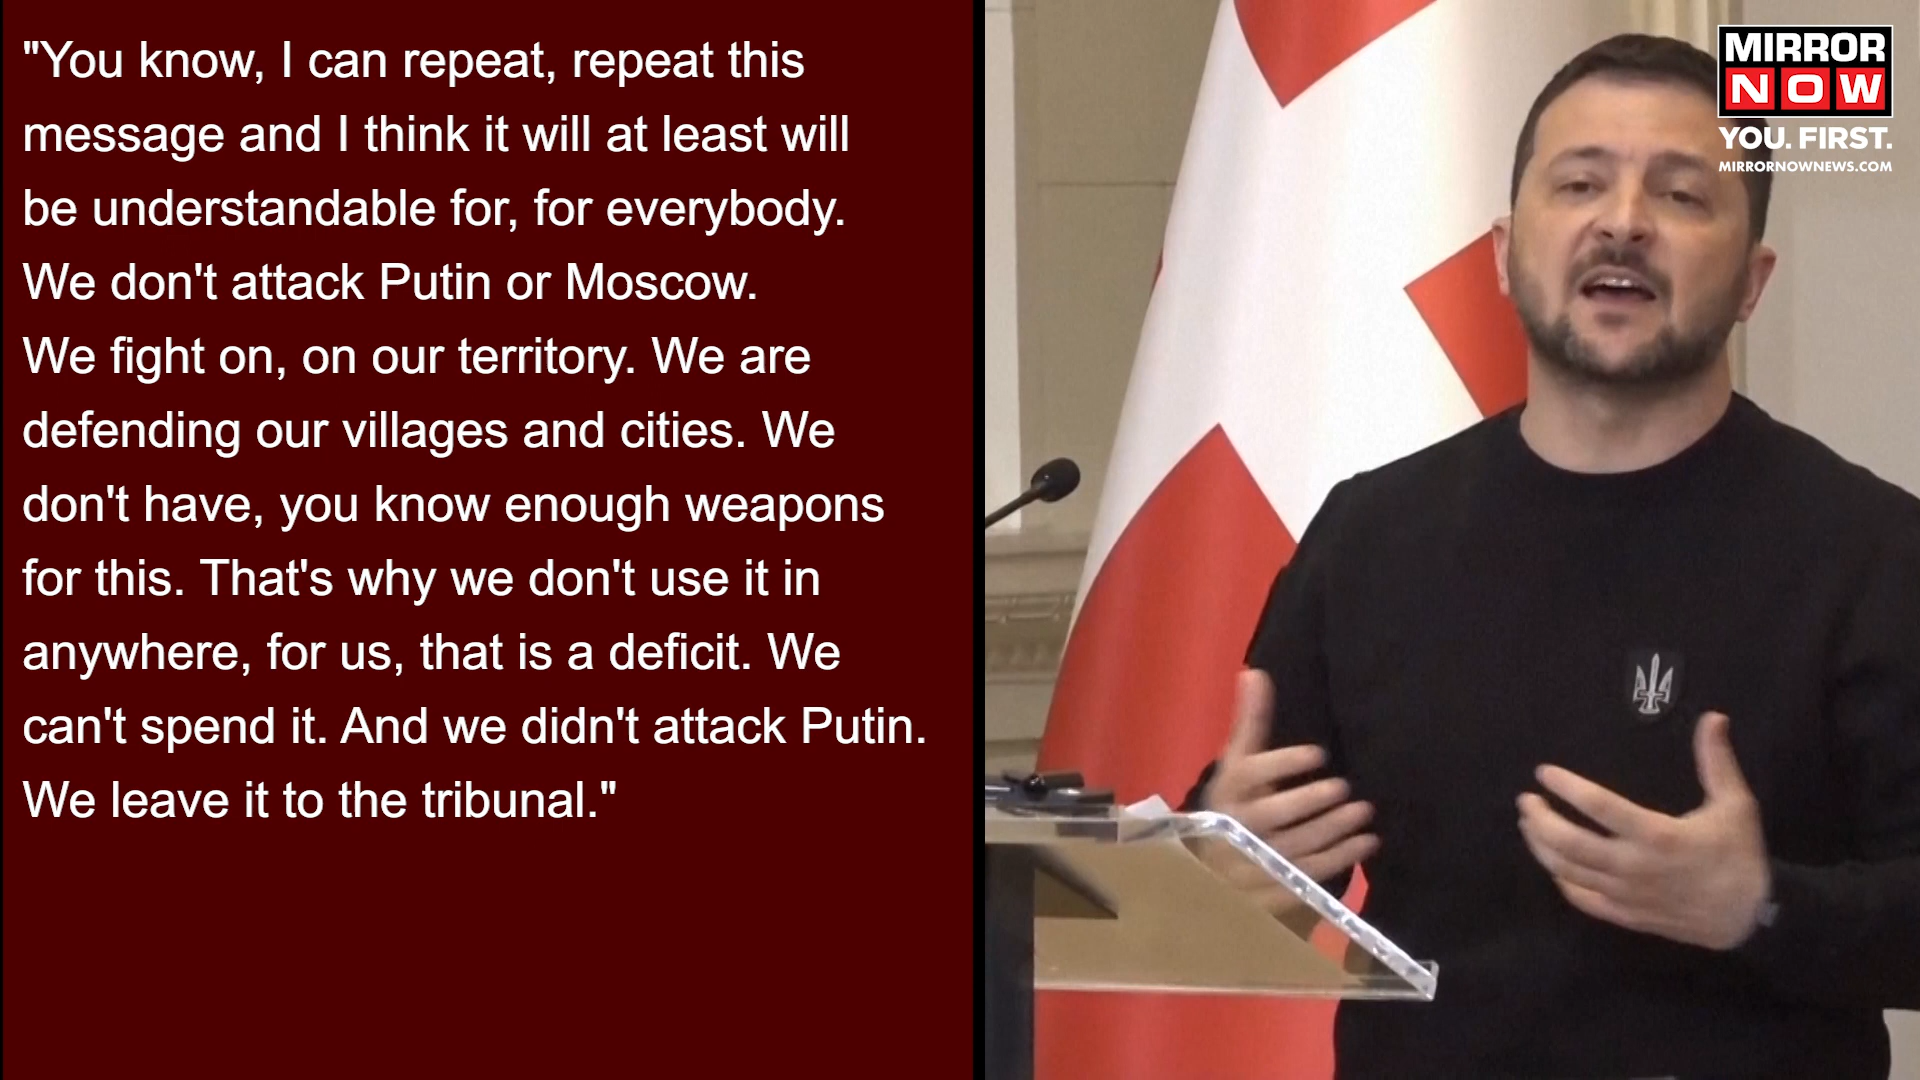 "You know, I can repeat, repeat this
message and I think it will at least will
be understandable for, for everybody.
We don't attack Putin or Moscow.
We fight on, on our territory. We are
defending our villages and cities. We
don't have, you know enough weapons
for this. That's why we don't use it in
anywhere, for us, that is a deficit. We
can't spend it. And we didn't attack Putin.
We leave it to the tribunal."
MIRROR
NOW
YOU. FIRST.
MIRRORNOWNEWS.COM